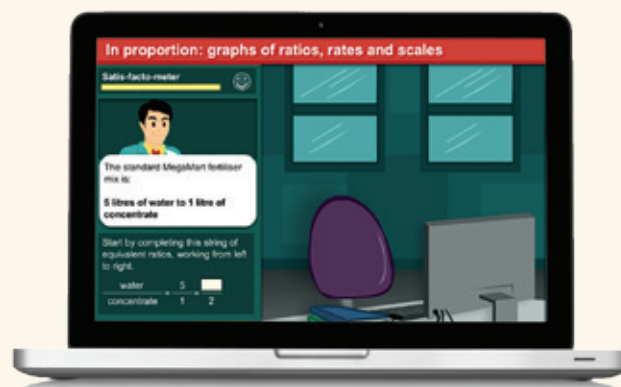 In proportion: graphs of ratios, rates and scales
Satis-facto-meter
The standard MegaMart fertiliser
mix is:
5 litres of water to 1 litre of
concentrate
Start by completing this string of
equivalent ratios, working from left
to right.
water 5
= =
concentrate 1 2